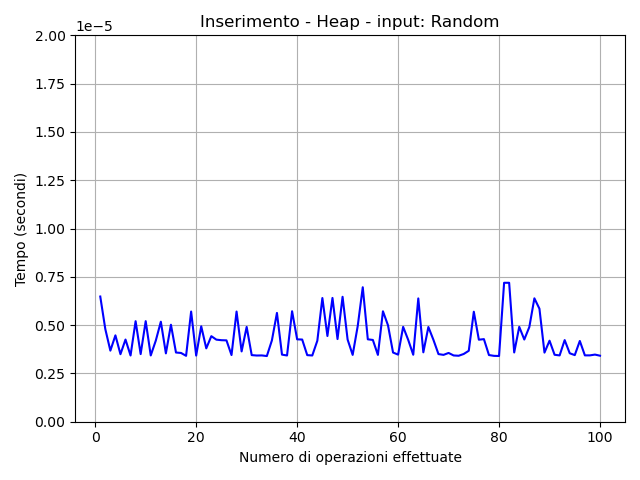 Inserimento - Heap - input: Random
1e−5
2.00
1.75
1.50
1.25
1.00
0.75
0.50
0.25
0.00
Tempo (secondi)
0 20 40 60 80 100
Numero di operazioni effettuate